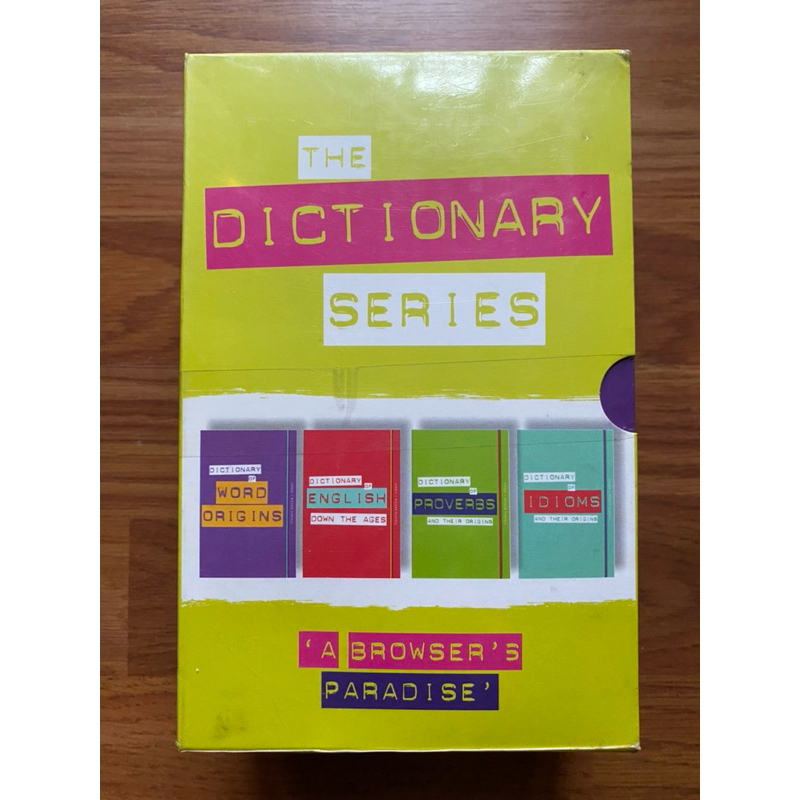 THE
DICTIONARY
SERIES
DICTIONARY
OF
WORD
ORIGINS
DICTIONARY
OF
ENGLISH
DOWN THE AGES
DICTIONARY
OF
PROVERBS
AND THEIR ORIGINS
DICTIONARY
OF
IDIOMS
AND THEIR ORIGINS
'A BROWSER'S
PARADISE'